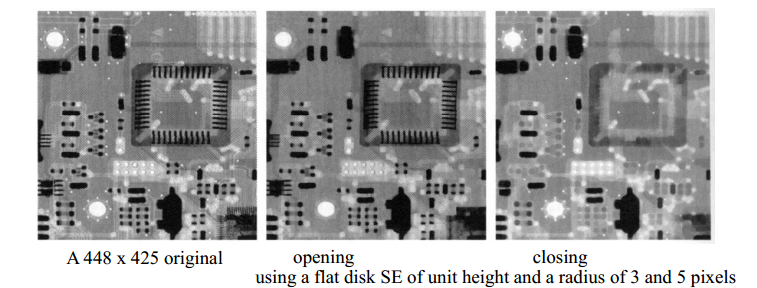 A 448 x 425 original
opening
closing
using a flat disk SE of unit height and a radius of 3 and 5 pixels